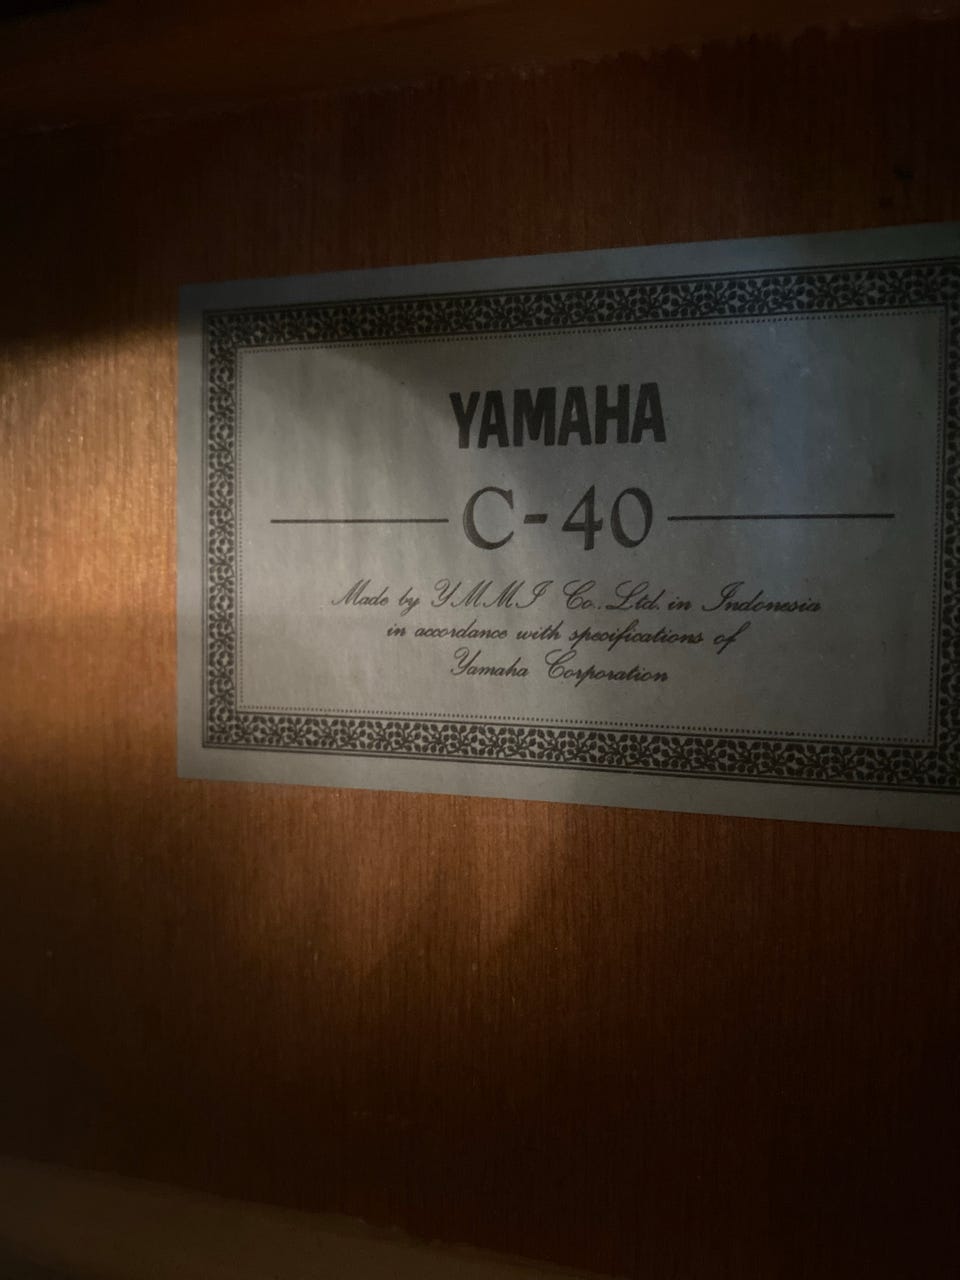 YAMAHA
C-40
Made by YMMI Co., Ltd. in Indonesia
in accordance with specifications of
Yamaha Corporation